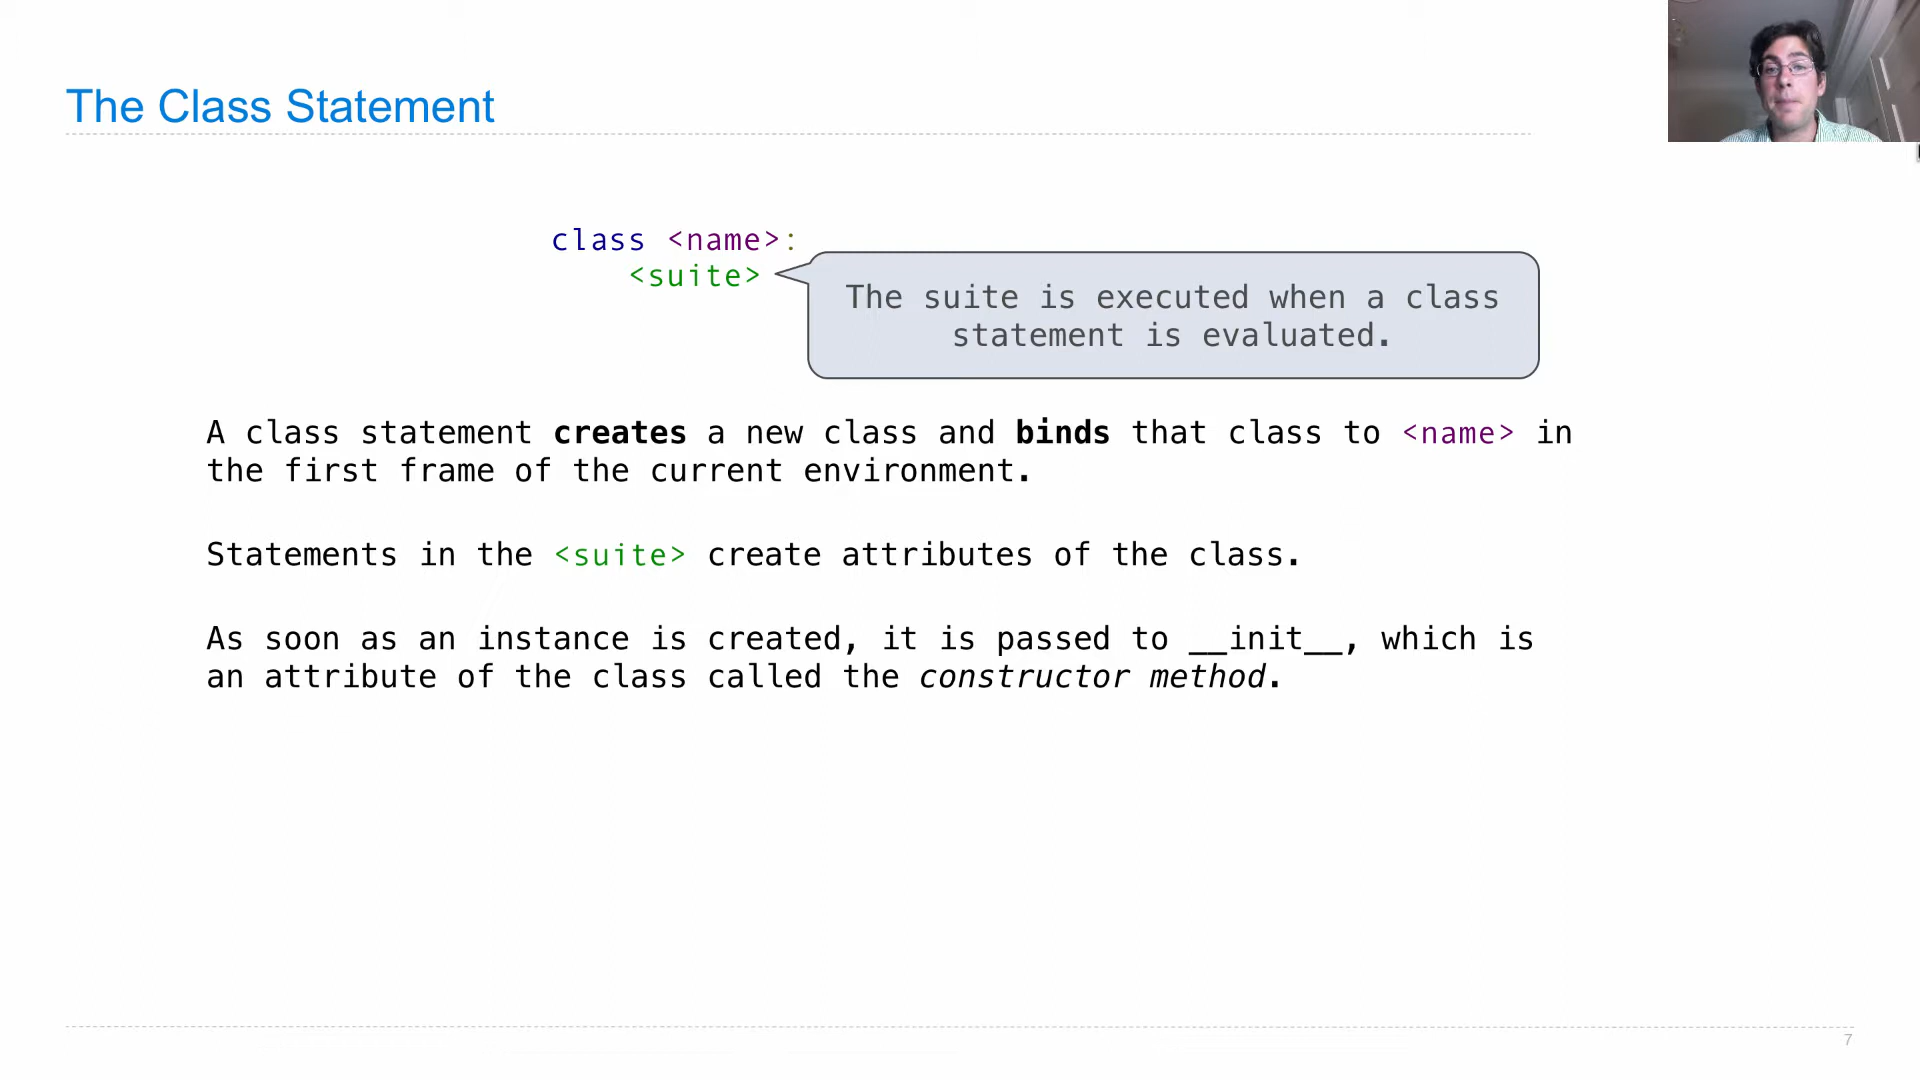 The Class Statement
class <name>:
<suite>
The suite is executed when a class
statement is evaluated.
A class statement creates a new class and binds that class to <name> in
the first frame of the current environment.
Statements in the <suite> create attributes of the class.
As soon as an instance is created, it is passed to __init__, which is
an attribute of the class called the constructor method.
7